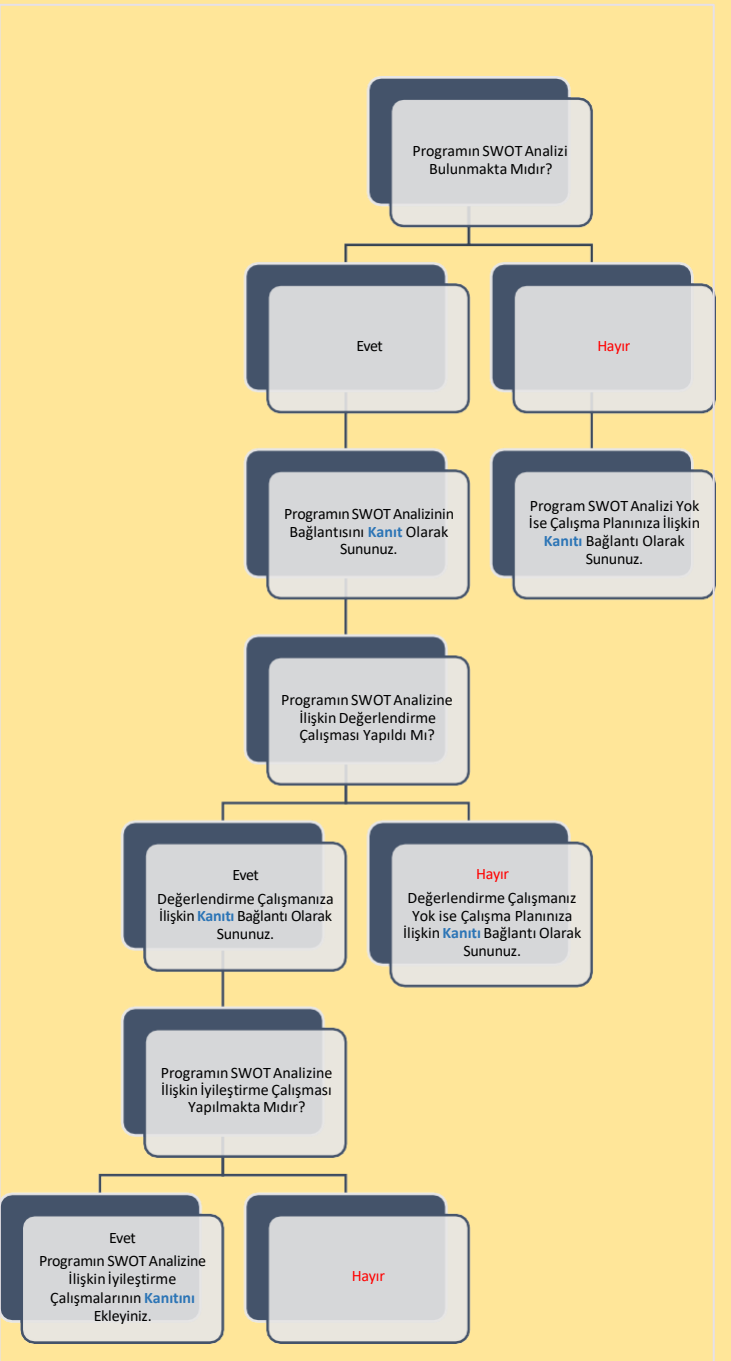 Programın SWOT Analizi
Bulunmakta Mıdır?
Evet
Hayır
Programın SWOT Analizinin
Bağlantısını Kanıt Olarak
Sununuz.
Program SWOT Analizi Yok
İse Çalışma Planınıza İlişkin
Kanıtı Bağlantı Olarak
Sununuz.
Programın SWOT Analizine
İlişkin Değerlendirme
Çalışması Yapıldı Mı?
Evet
Değerlendirme Çalışmanıza
İlişkin Kanıtı Bağlantı Olarak
Sununuz.
Hayır
Değerlendirme Çalışmanız
Yok ise Çalışma Planınıza
İlişkin Kanıtı Bağlantı Olarak
Sununuz.
Programın SWOT Analizine
İlişkin İyileştirme Çalışması
Yapılmakta Mıdır?
Evet
Programın SWOT Analizine
İlişkin İyileştirme
Çalışmalarının Kanıtını
Ekleyiniz.
Hayır